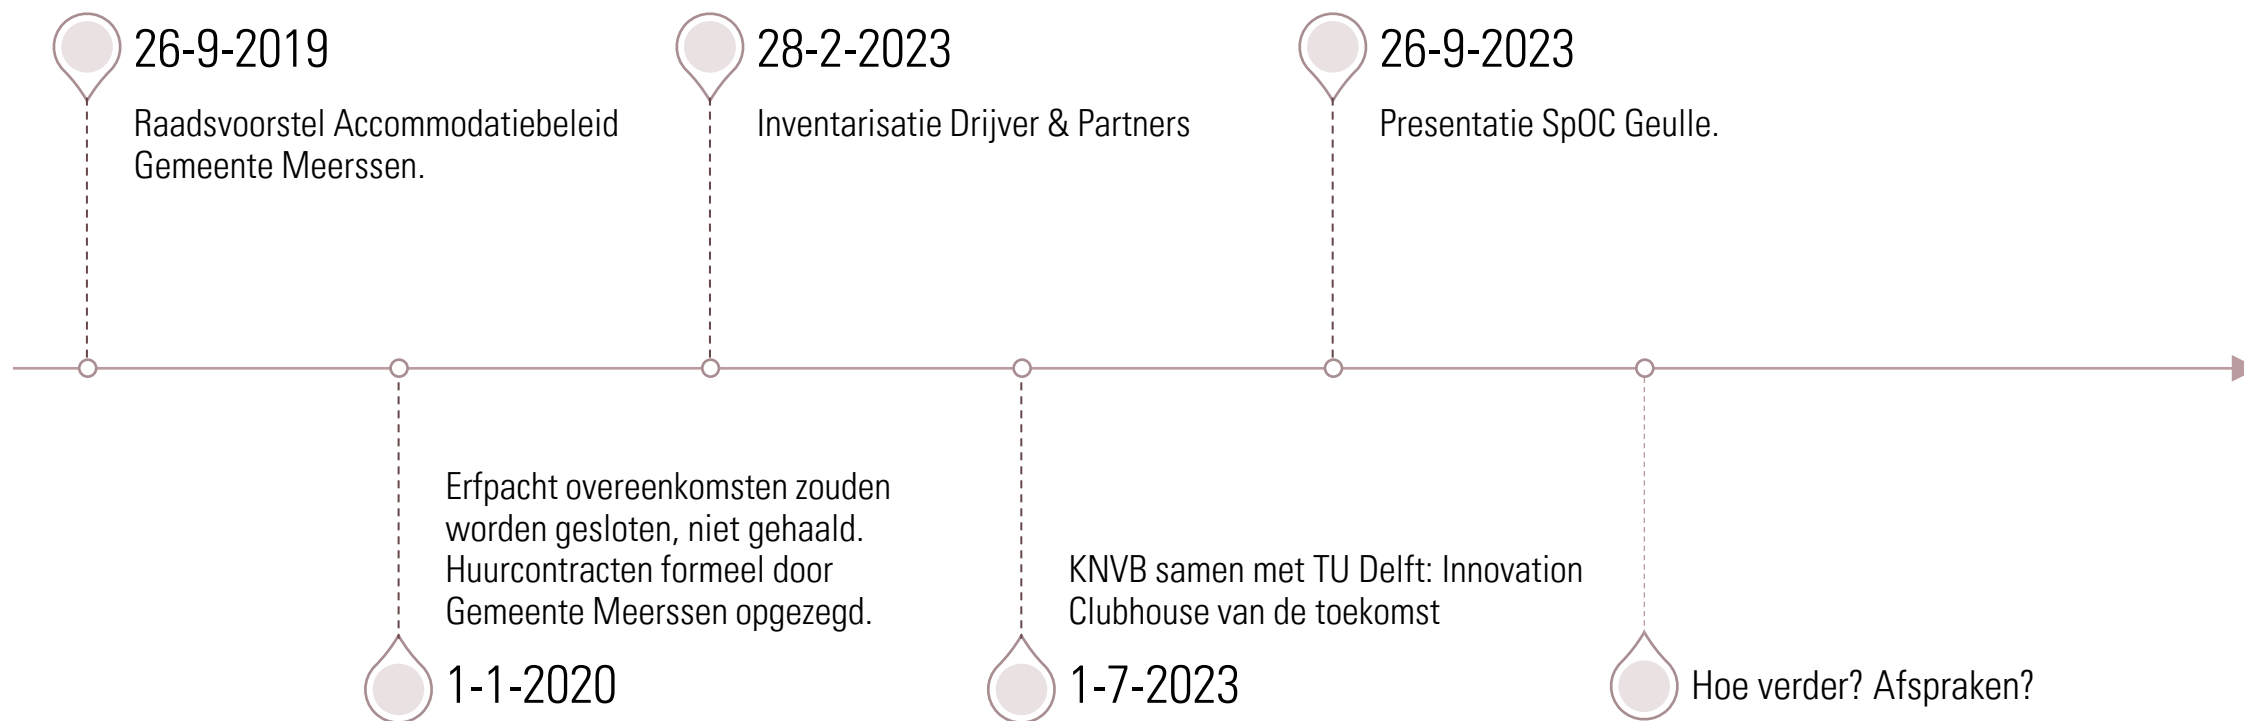 26-9-2019
Raadsvoorstel Accommodatiebeleid
Gemeente Meerssen.
28-2-2023
Inventarisatie Drijver & Partners
26-9-2023
Presentatie SpOC Geulle.
Erfpacht overeenkomsten zouden
worden gesloten, niet gehaald.
Huurcontracten formeel door
Gemeente Meerssen opgezegd.
1-1-2020
KNVB samen met TU Delft: Innovation
Clubhouse van de toekomst
1-7-2023
Hoe verder? Afspraken?